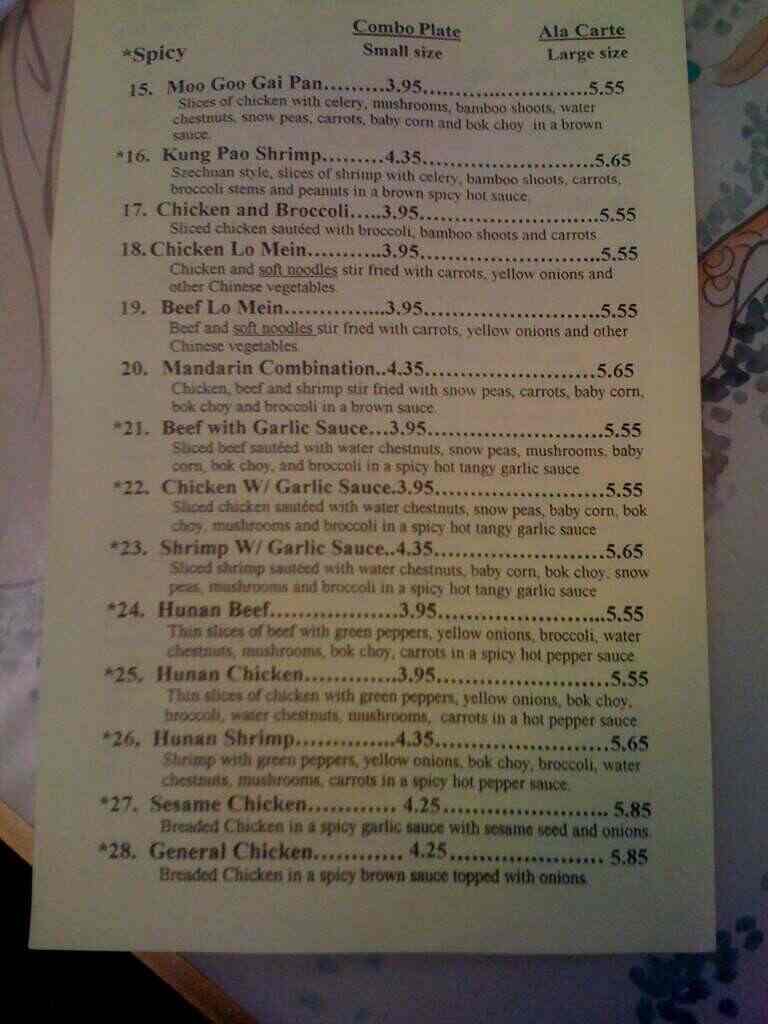 Combo Plate Ala Carte
*Spicy Small size Large size
15. Moo Goo Gai Pan.........3.95........................5.55
Slices of chicken with celery, mushrooms, bamboo shoots, water
chestnuts, snow peas, carrots, baby corn and bok choy in a brown
sauce.
*16. Kung Pao Shrimp.........4.35........................5.65
Szechuan style, slices of shrimp with celery, bamboo shoots, carrots,
broccoli stems and peanuts in a brown spicy hot sauce.
17. Chicken and Broccoli.....3.95.........................5.55
Sliced chicken sautéed with broccoli, bamboo shoots and carrots
18. Chicken Lo Mein...........3.95.........................5.55
Chicken and soft noodles stir fried with carrots, yellow onions and
other Chinese vegetables.
19. Beef Lo Mein...............3.95.........................5.55
Beef and soft noodles stir fried with carrots, yellow onions and other
Chinese vegetables.
20. Mandarin Combination..4.35.........................5.65
Chicken, beef and shrimp stir fried with snow peas, carrots, baby corn,
bok choy and broccoli in a brown sauce.
*21. Beef with Garlic Sauce...3.95.........................5.55
Sliced beef sautéed with water chestnuts, snow peas, mushrooms, baby
corn, bok choy, and broccoli in a spicy hot tangy garlic sauce
*22. Chicken W/ Garlic Sauce.3.95.........................5.55
Sliced chicken sautéed with water chestnuts, snow peas, baby corn, bok
choy, mushrooms and broccoli in a spicy hot tangy garlic sauce
*23. Shrimp W/ Garlic Sauce..4.35.........................5.65
Sliced shrimp sautéed with water chestnuts, baby corn, bok choy, snow
peas, mushrooms and broccoli in a spicy hot tangy garlic sauce
*24. Hunan Beef.................3.95.........................5.55
Thin slices of beef with green peppers, yellow onions, broccoli, water
chestnuts, mushrooms, bok choy, carrots in a spicy hot pepper sauce
*25. Hunan Chicken.............3.95..........................5.55
Thin slices of chicken with green peppers, yellow onions, bok choy,
broccoli, water chestnuts, mushrooms, carrots in a hot pepper sauce
*26. Hunan Shrimp..............4.35.........................5.65
Shrimp with green peppers, yellow onions, bok choy, broccoli, water
chestnuts, mushrooms, carrots in a spicy hot pepper sauce.
*27. Sesame Chicken............ 4.25........................ 5.85
Breaded Chicken in a spicy garlic sauce with sesame seed and onions.
*28. General Chicken............ 4.25....................... 5.85
Breaded Chicken in a spicy brown sauce topped with onions.